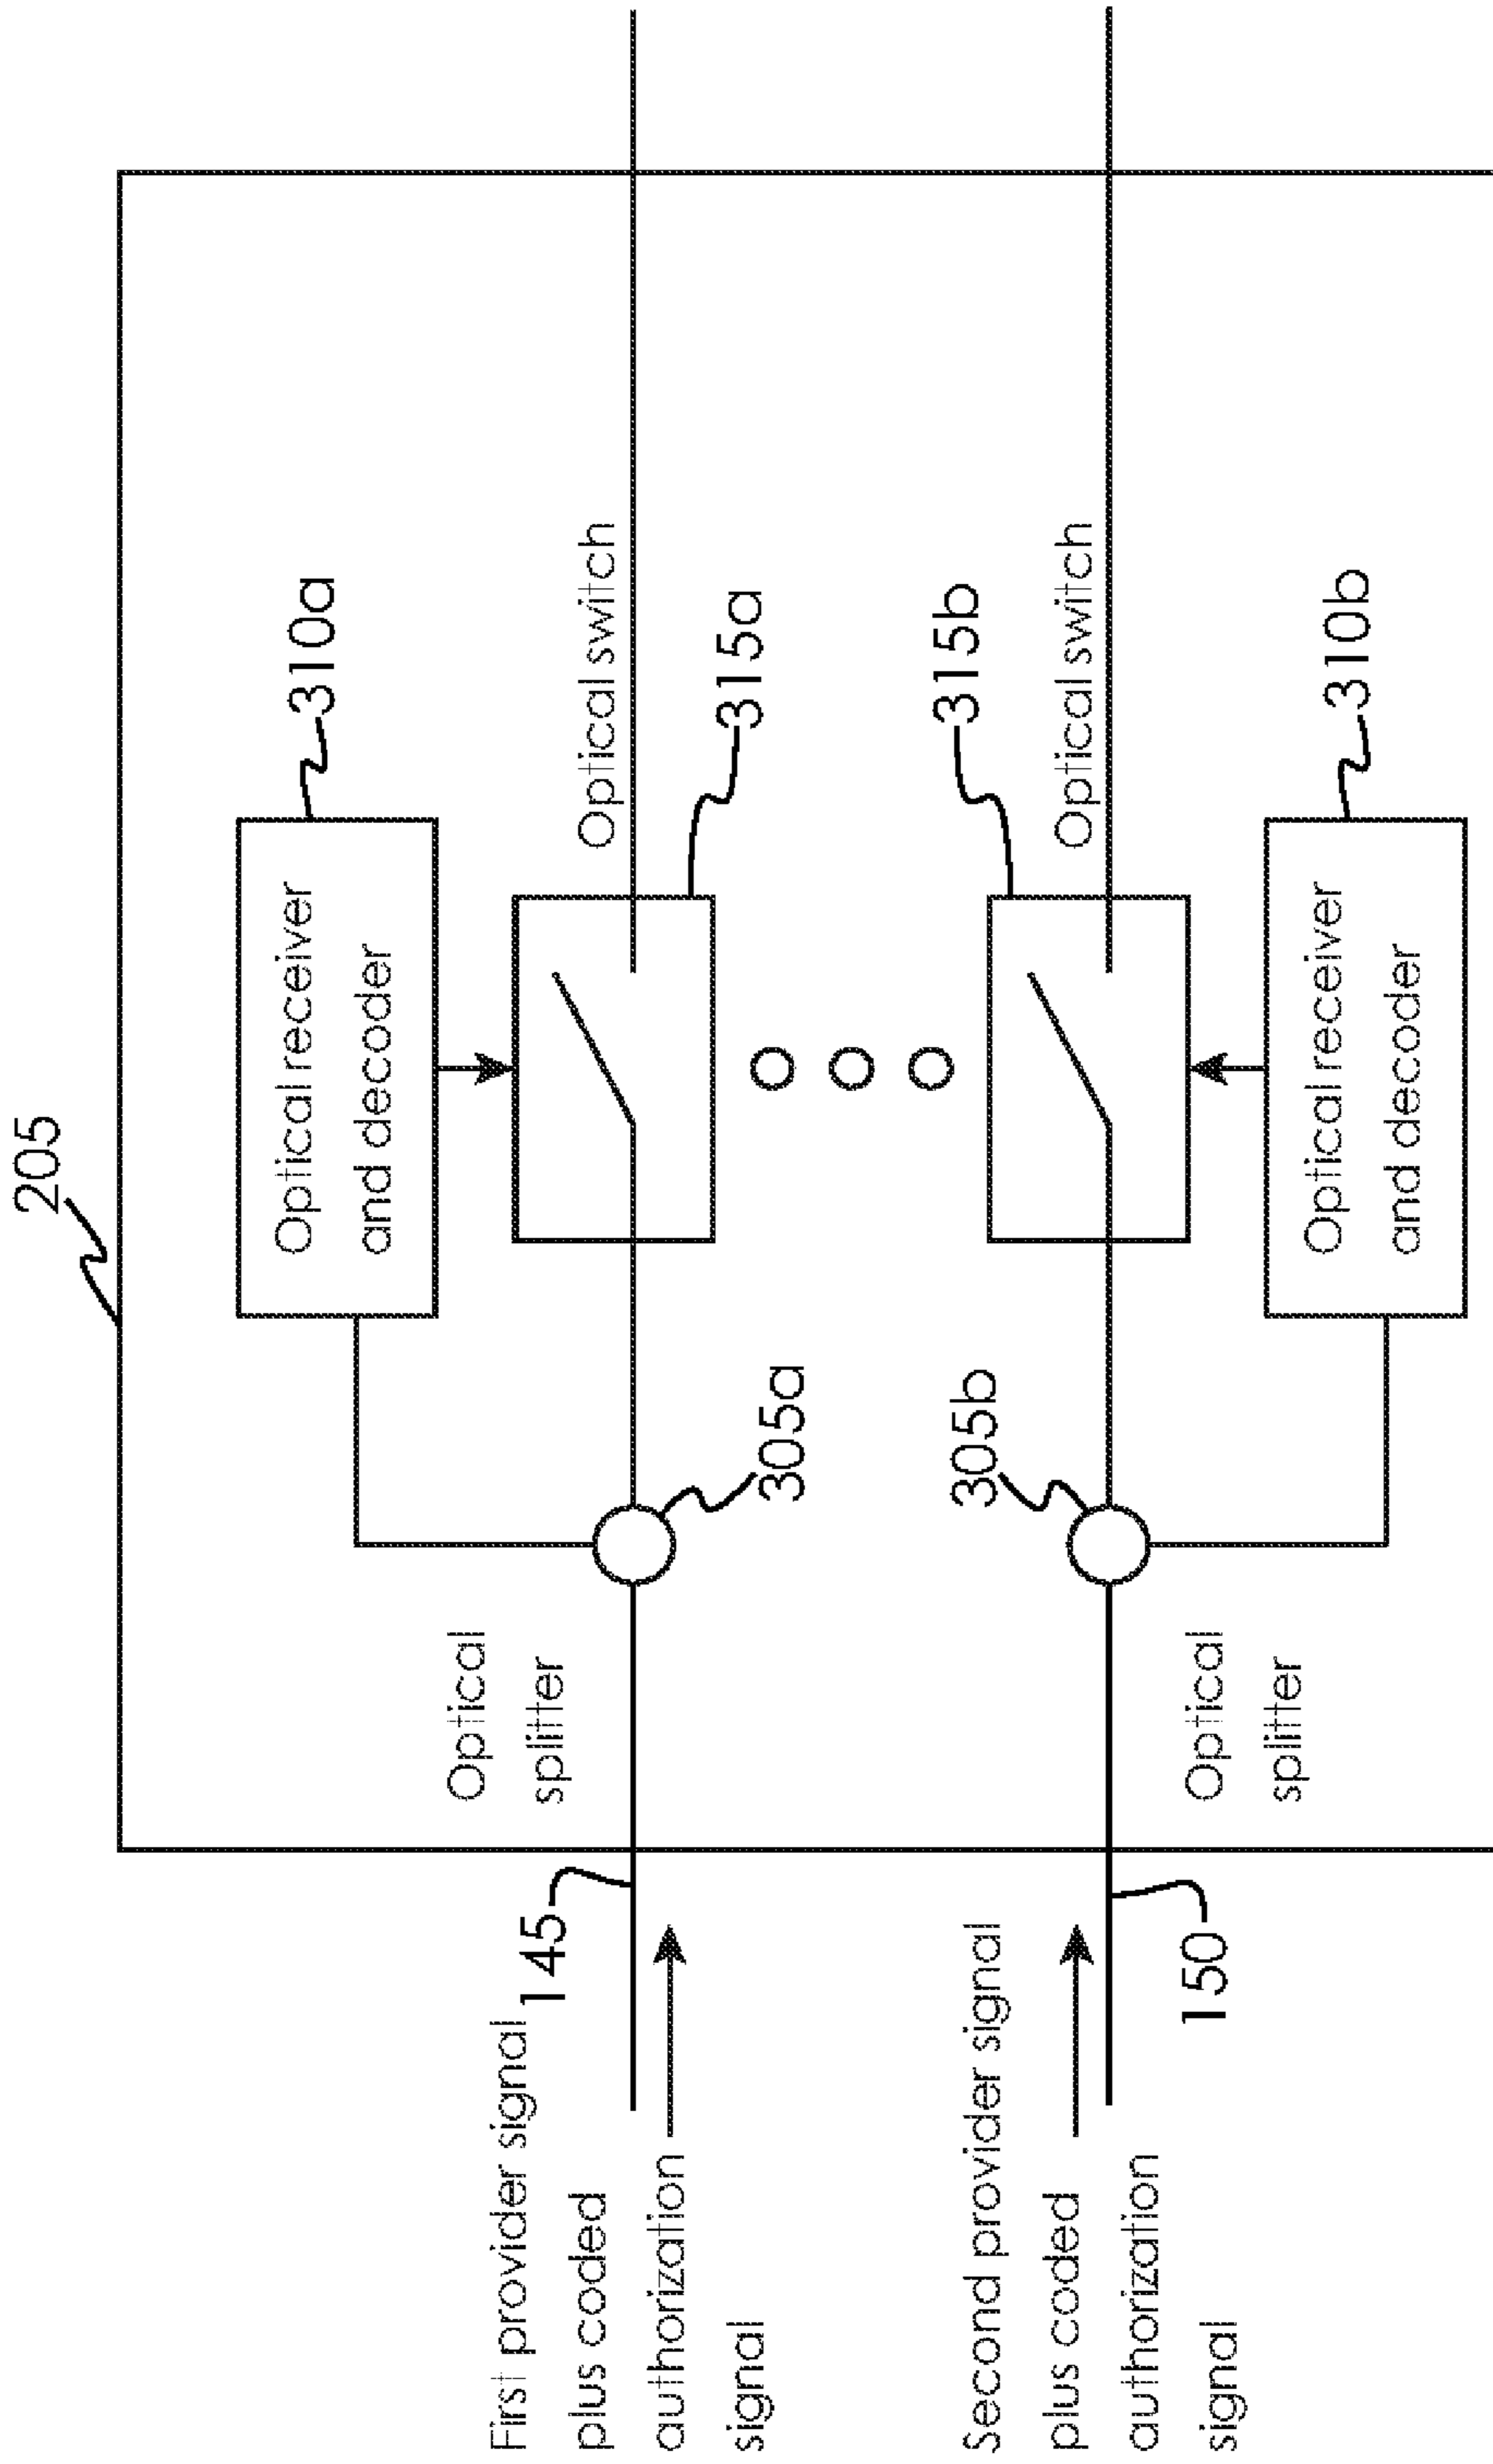 205
310a
Optical receiver
and decoder
Optical switch
315a
Optical
splitter
305a
First provider signal
plus coded
authorization
signal
145
315b
Optical switch
305b
Second provider signal
plus coded
authorization
signal
150
Optical
splitter
Optical receiver
and decoder
310b